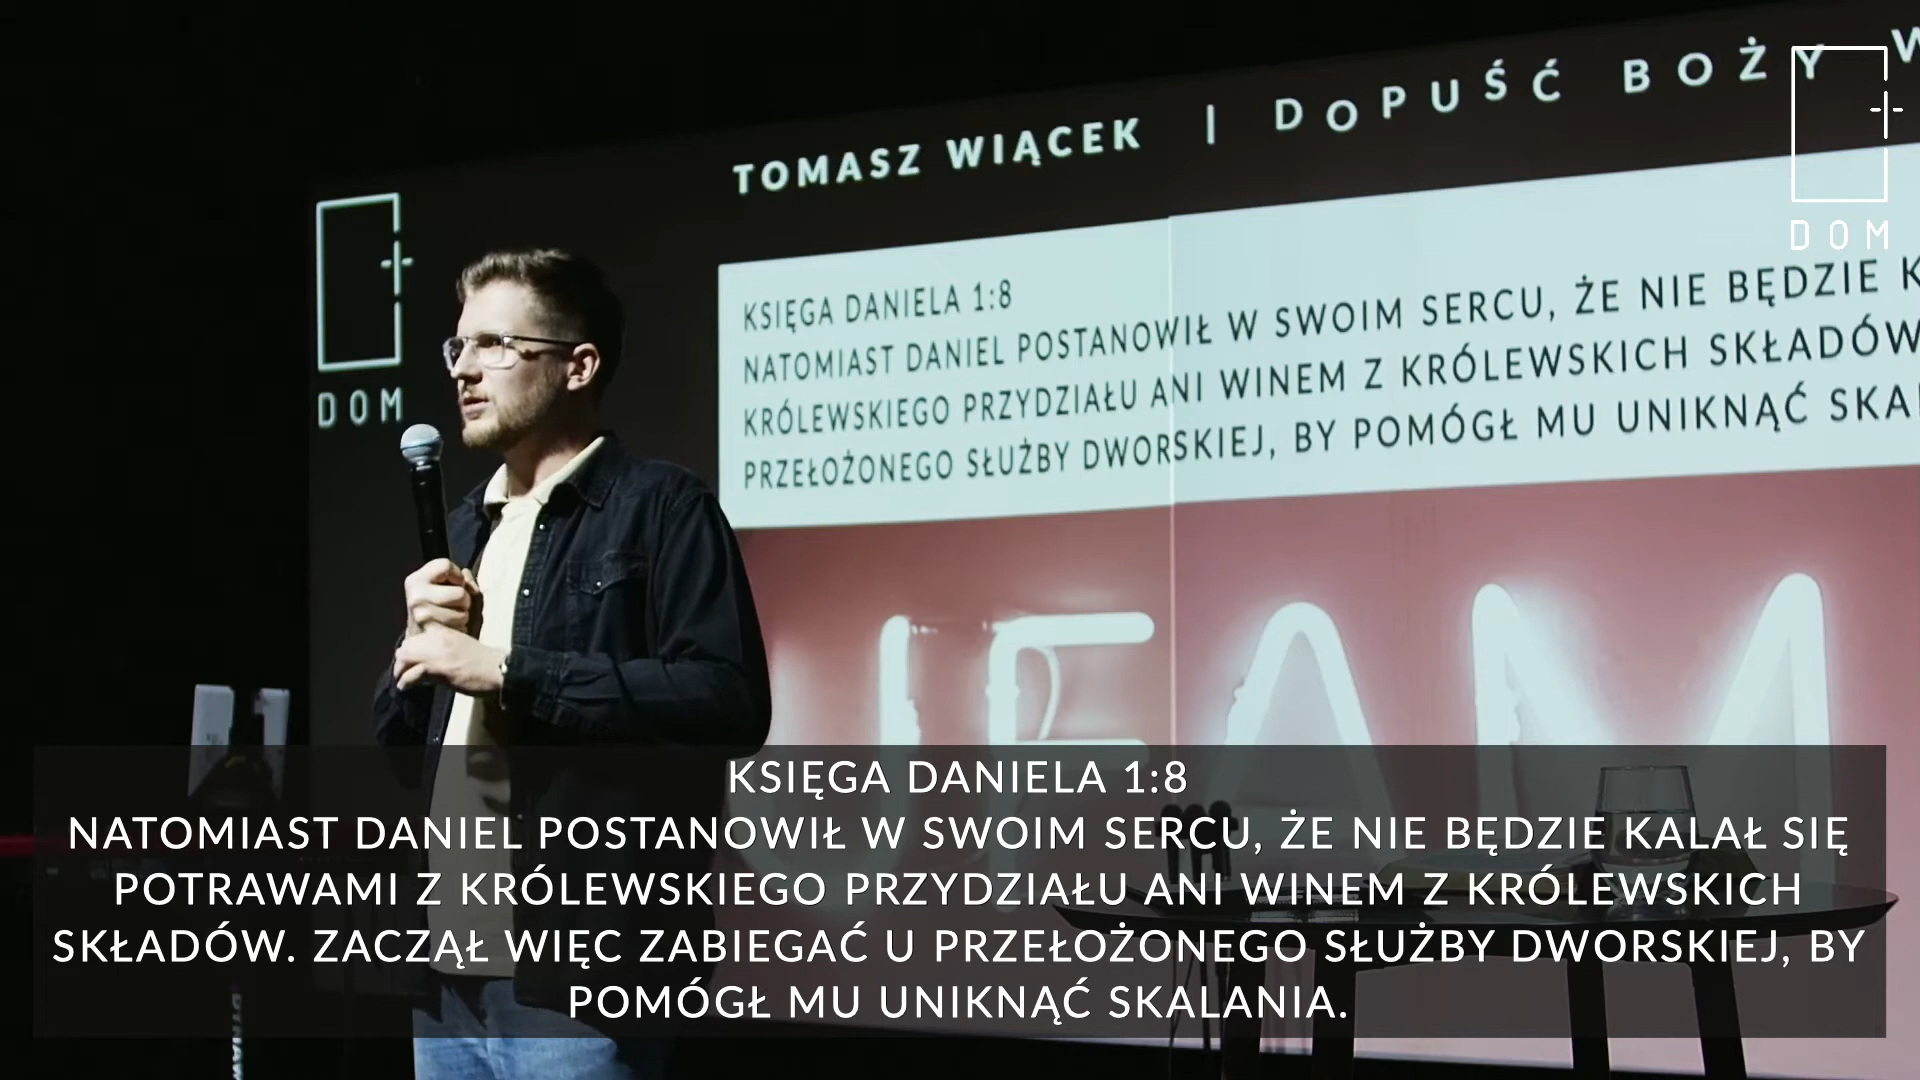 TOMASZ WIĄCEK | DOPUŚĆ BOŻY W
DOM
DOM
KSIĘGA DANIELA 1:8
NATOMIAST DANIEL POSTANOWIŁ W SWOIM SERCU, ŻE NIE BĘDZIE K
KRÓLEWSKIEGO PRZYDZIAŁU ANI WINEM Z KRÓLEWSKICH SKŁADÓW
PRZEŁOŻONEGO SŁUŻBY DWORSKIEJ, BY POMÓGŁ MU UNIKNĄĆ SKA
UFAM
KSIĘGA DANIELA 1:8
NATOMIAST DANIEL POSTANOWIŁ W SWOIM SERCU, ŻE NIE BĘDZIE KALAŁ SIĘ
POTRAWAMI Z KRÓLEWSKIEGO PRZYDZIAŁU ANI WINEM Z KRÓLEWSKICH
SKŁADÓW. ZACZĄŁ WIĘC ZABIEGAĆ U PRZEŁOŻONEGO SŁUŻBY DWORSKIEJ, BY
POMÓGŁ MU UNIKNĄĆ SKALANIA.